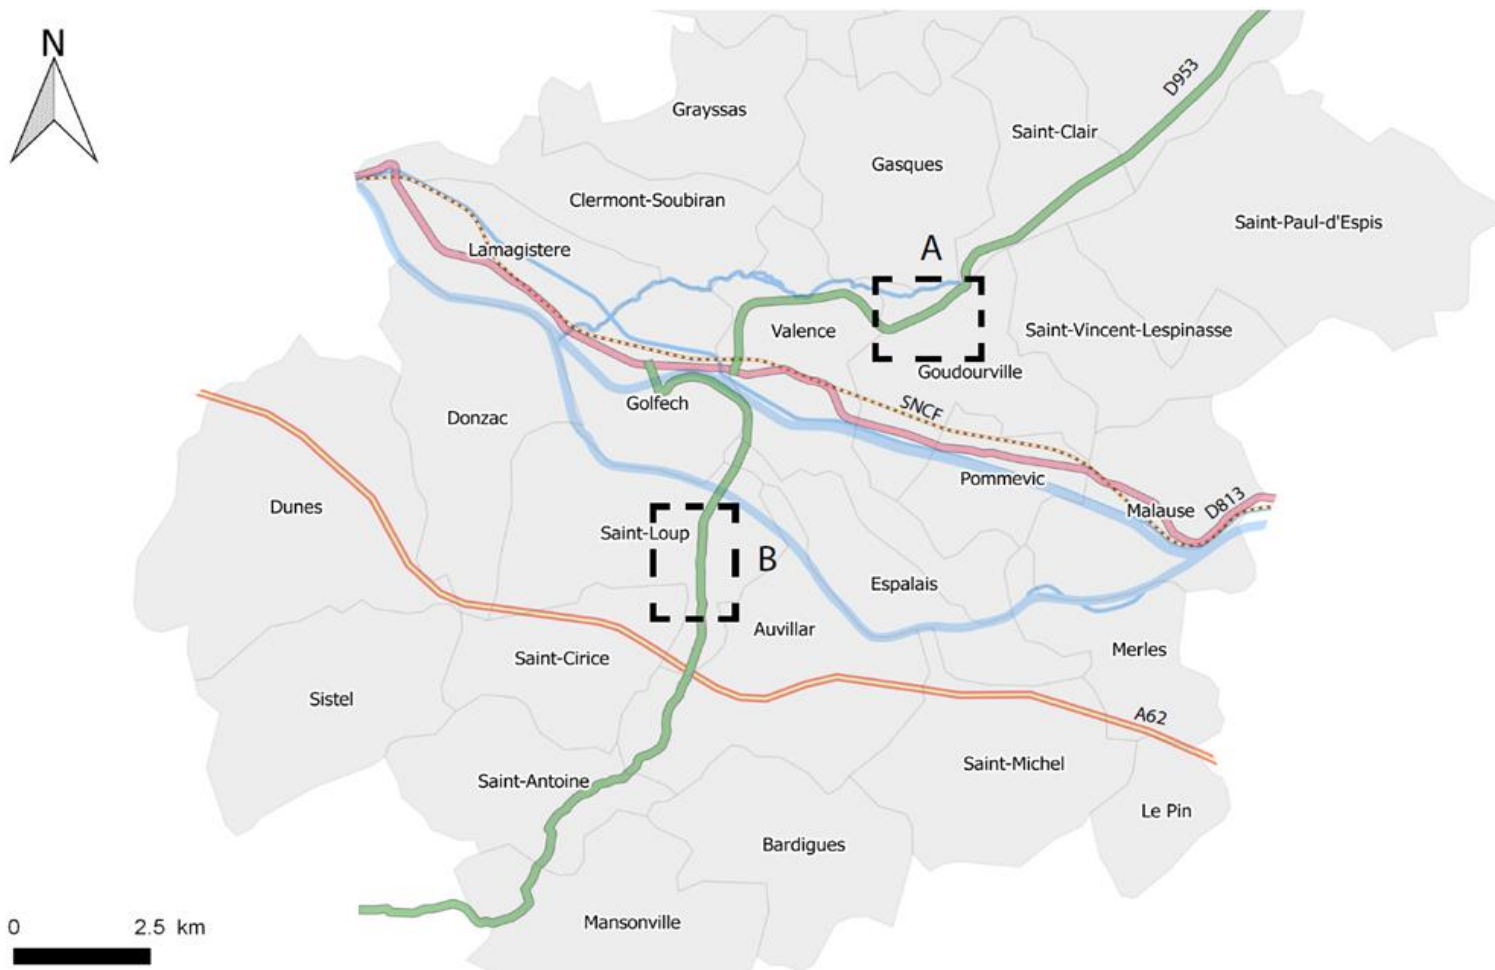 N
D953
Grayssas
Saint-Clair
Gasques
Clermont-Soubiran
Saint-Paul-d'Espis
Lamagistere
A
Valence
Saint-Vincent-Lespinasse
Goudourville
Golfech
SNCF
Donzac
Pommevic
Dunes
Malause
D813
Saint-Loup
B
Espalais
Auvillar
Merles
Saint-Cirice
Sistel
A62
Saint-Michel
Saint-Antoine
Le Pin
Bardigues
Mansonville
0 2.5 km